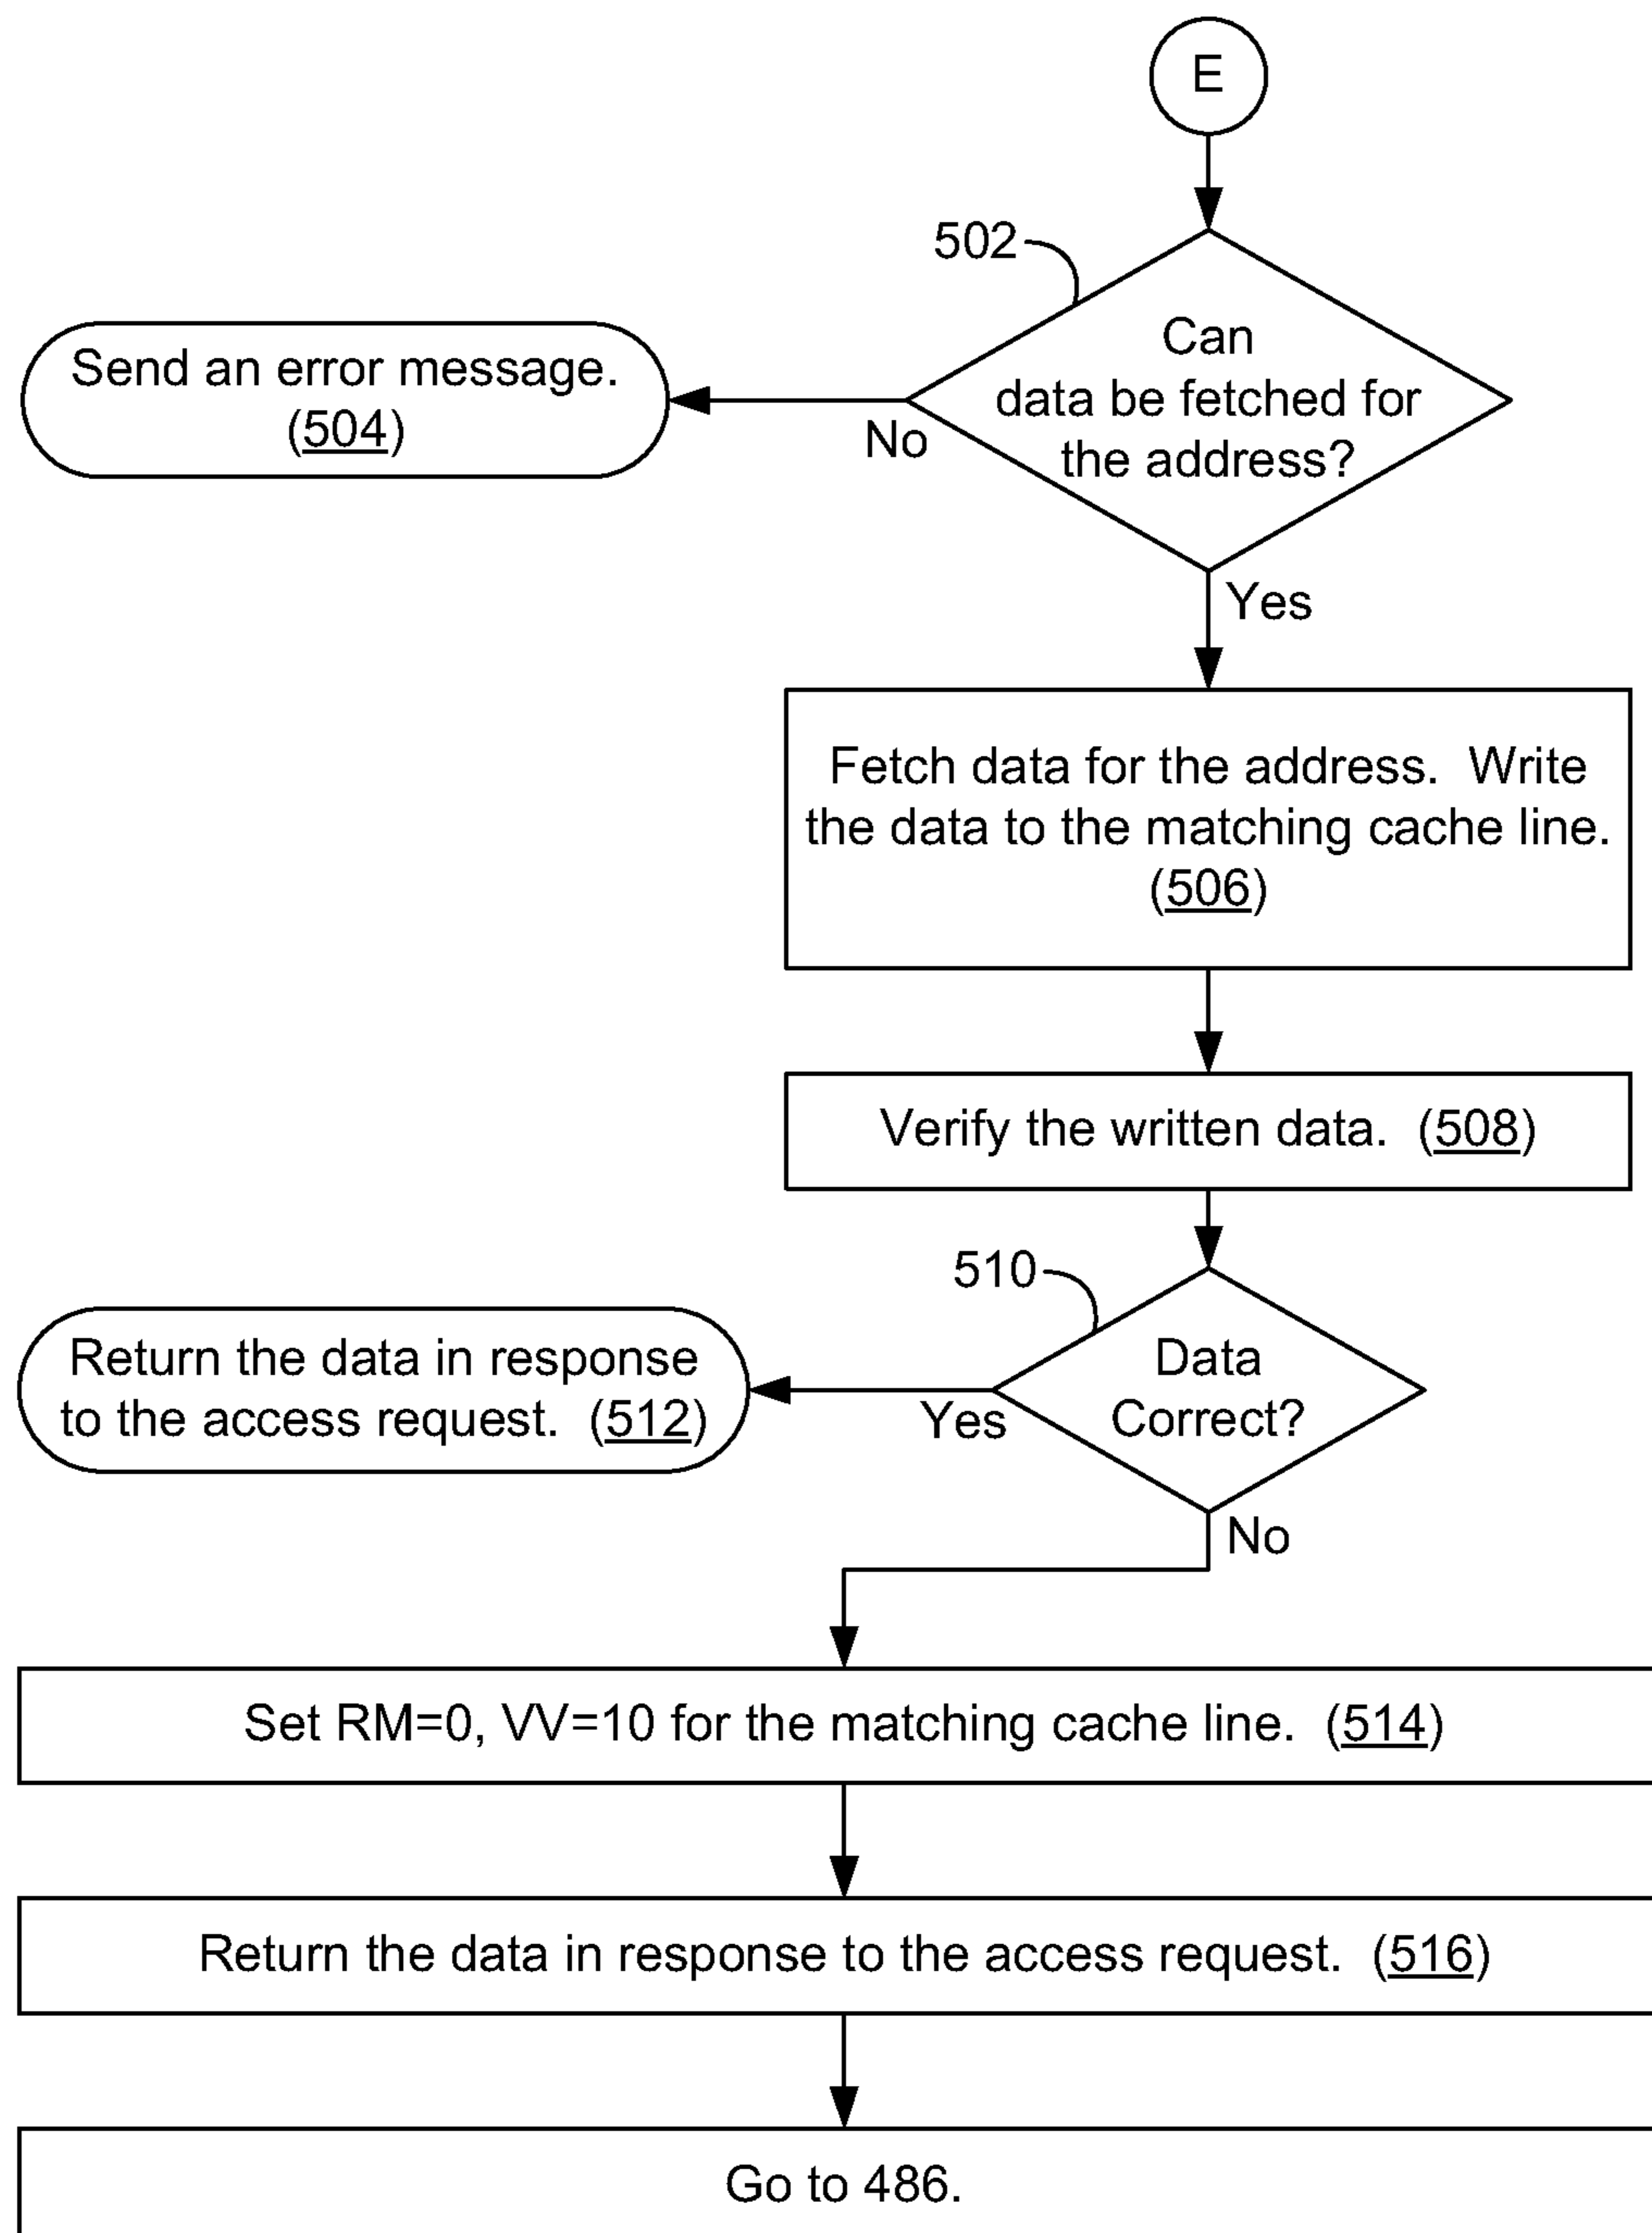 E
502
Can
data be fetched for
the address?
Send an error message.
(504)
No
Yes
Fetch data for the address. Write
the data to the matching cache line.
(506)
Verify the written data. (508)
510
Data
Correct?
Return the data in response
to the access request. (512)
Yes
No
Set RM=0, VV=10 for the matching cache line. (514)
Return the data in response to the access request. (516)
Go to 486.